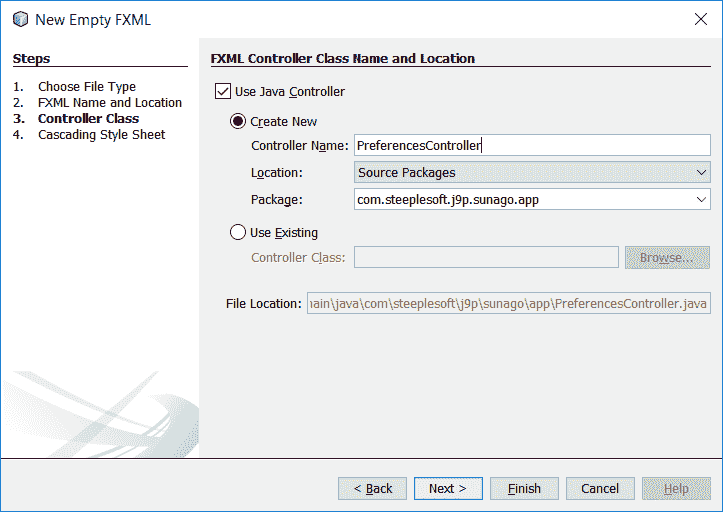 New Empty FXML
Steps
1. Choose File Type
2. FXML Name and Location
3. Controller Class
4. Cascading Style Sheet
FXML Controller Class Name and Location
Use Java Controller
Create New
Controller Name: PreferencesController
Location: Source Packages
Package: com.steeplesoft.j9p.sunago.app
Use Existing
Controller Class:
Browse...
File Location: ain\java\com\steeplesoft\j9p\sunago\app\PreferencesController.java
< Back
Next >
Finish
Cancel
Help